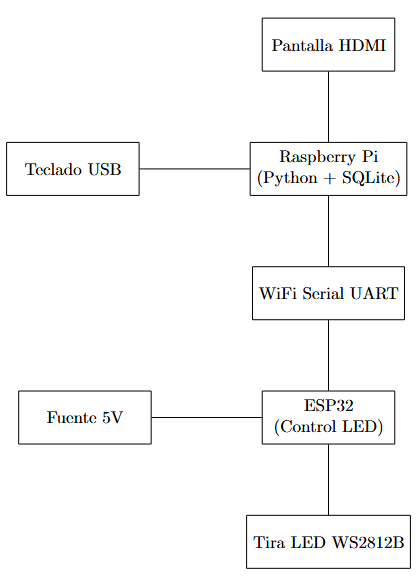 Pantalla HDMI
Teclado USB
Raspberry Pi
(Python + SQLite)
WiFi Serial UART
Fuente 5V
ESP32
(Control LED)
Tira LED WS2812B